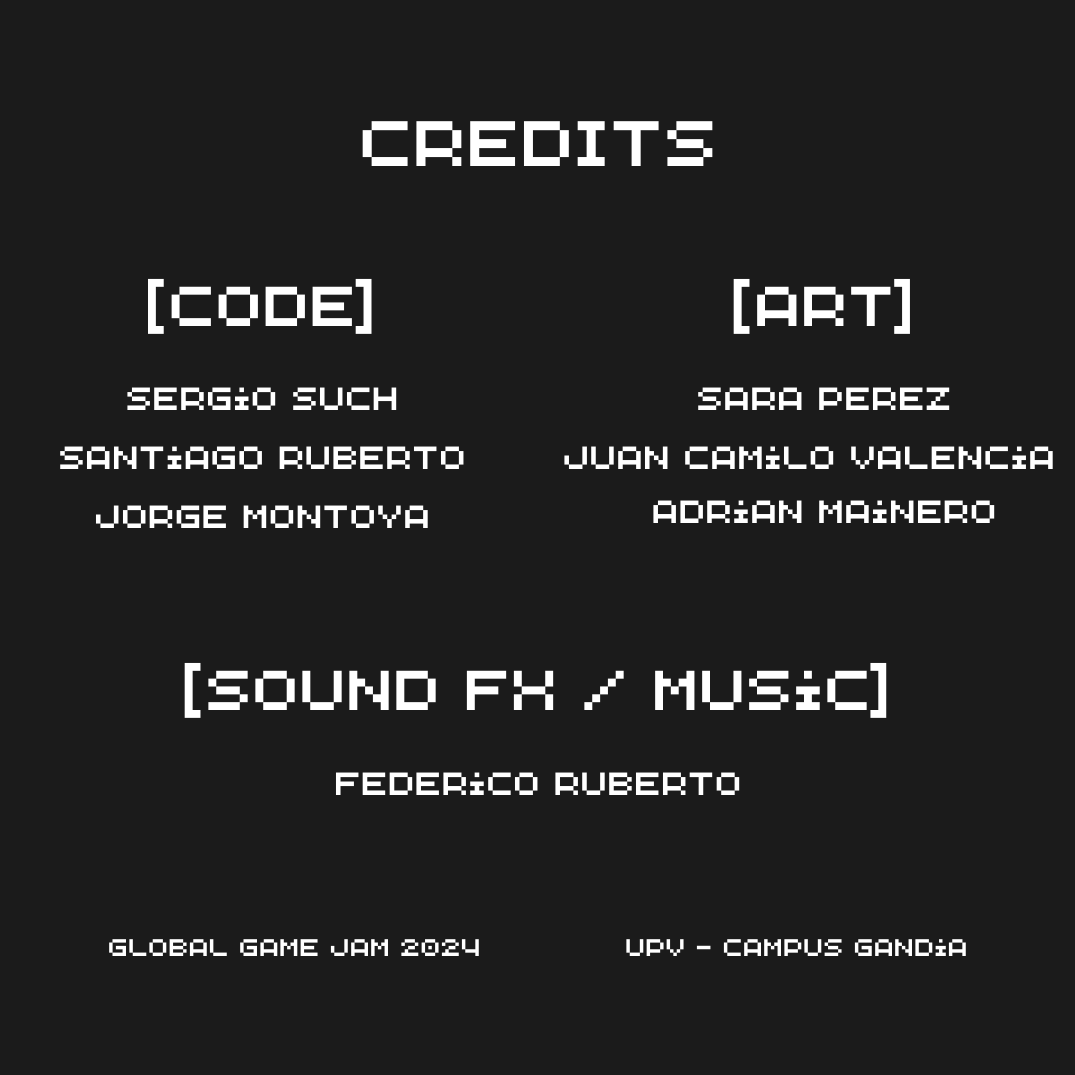 CREDITS
[CODE]
SERGiO SUCH
SANTiAGO RUBERTO
JORGE MONTOYA
[ART]
SARA PEREZ
JUAN CAMiLO VALENCiA
ADRiAN MAiNERO
[SOUND FX / MUSiC]
FEDERiCO RUBERTO
GLOBAL GAME JAM 2024
UPV - CAMPUS GANDiA